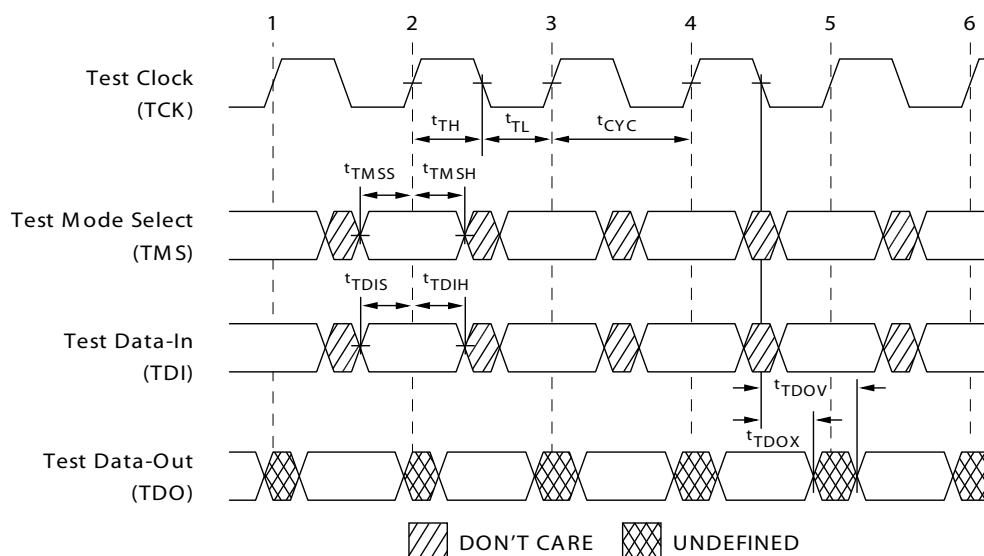 1 2 3 4 5 6
Test Clock
(TCK)
tTH tTL tCYC
tTMSS tTMSH
Test Mode Select
(TMS)
tTDIS tTDIH
Test Data-In
(TDI)
tTDOV
tTDOX
Test Data-Out
(TDO)
DON'T CARE UNDEFINED